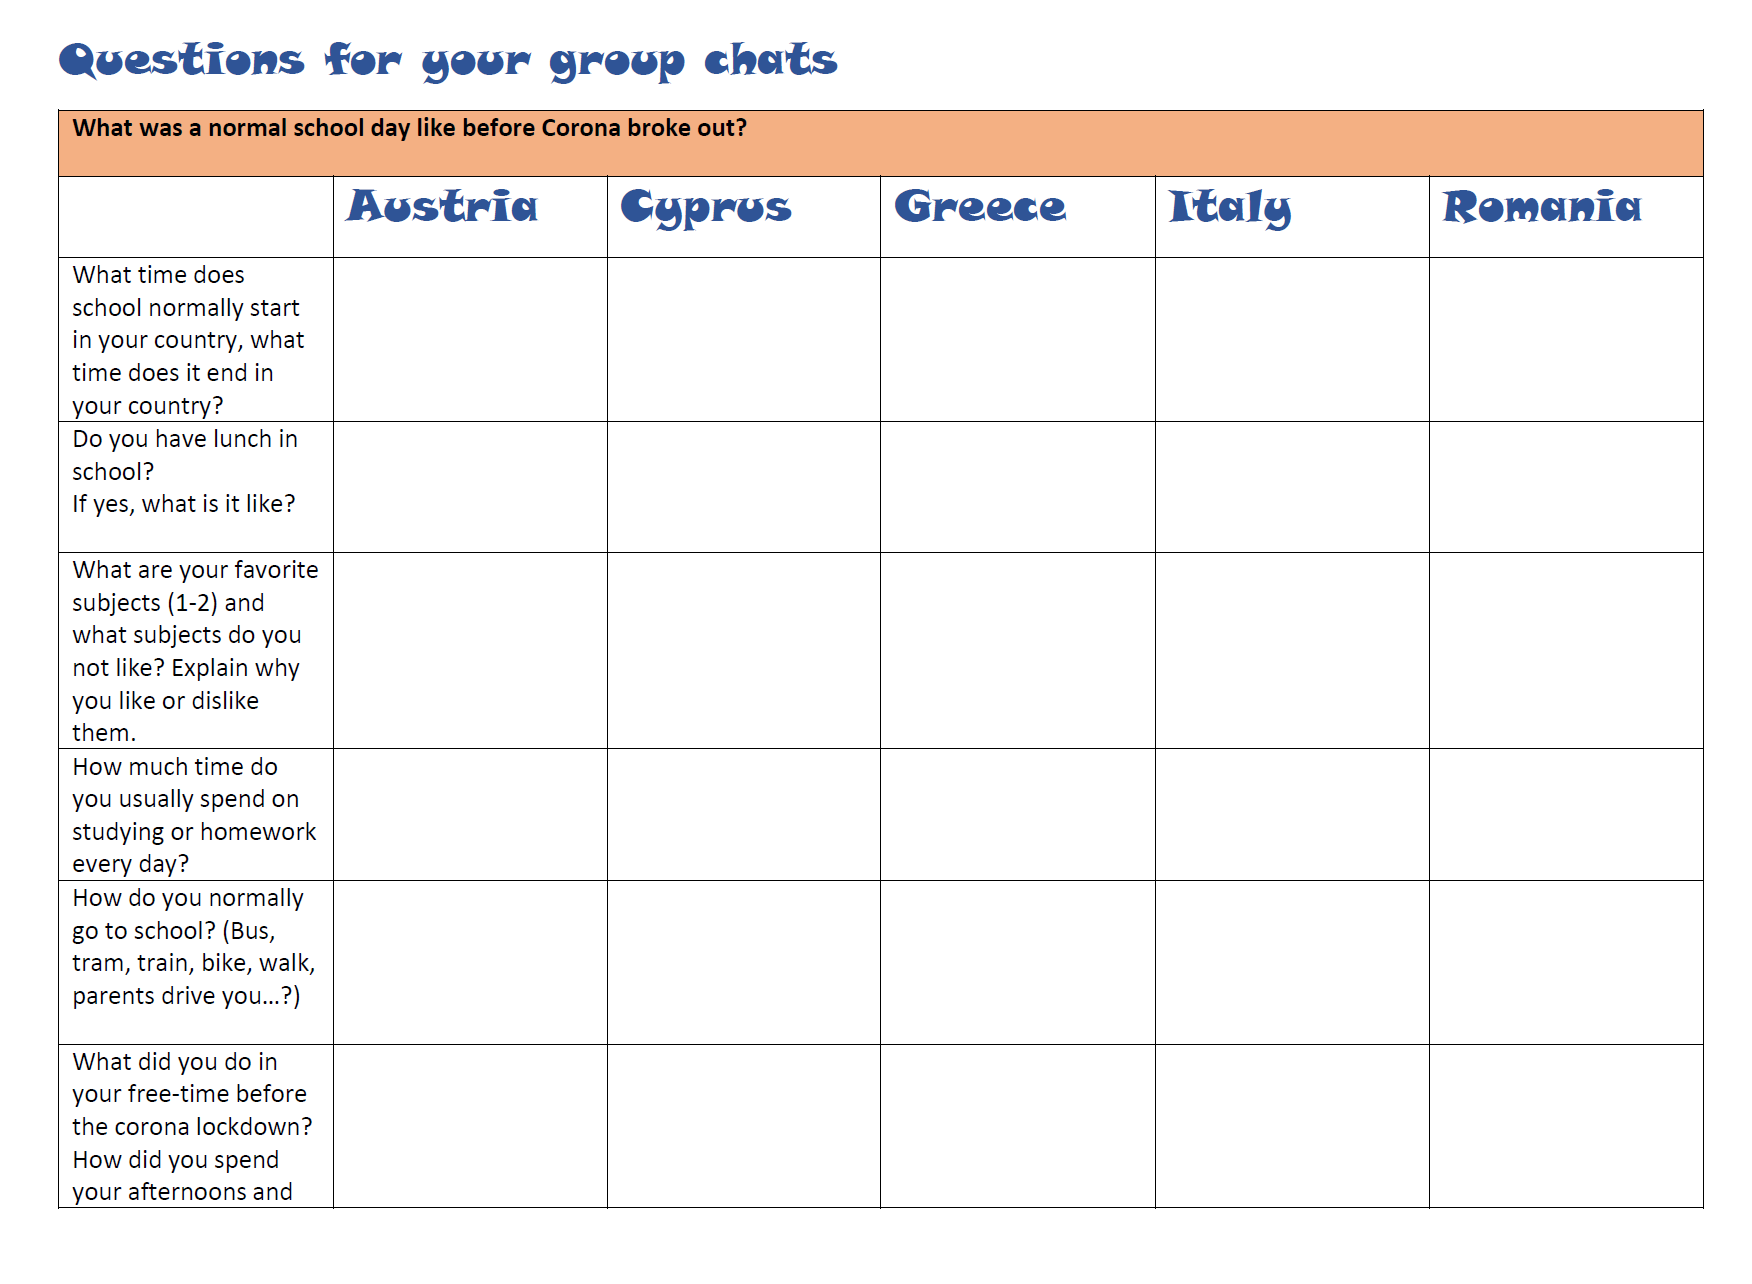 Questions for your group chats
What was a normal school day like before Corona broke out?
Austria Cyprus Greece Italy Romania
What time does
school normally start
in your country, what
time does it end in
your country?
Do you have lunch in
school?
If yes, what is it like?
What are your favorite
subjects (1-2) and
what subjects do you
not like? Explain why
you like or dislike
them.
How much time do
you usually spend on
studying or homework
every day?
How do you normally
go to school? (Bus,
tram, train, bike, walk,
parents drive you...?)
What did you do in
your free-time before
the corona lockdown?
How did you spend
your afternoons and